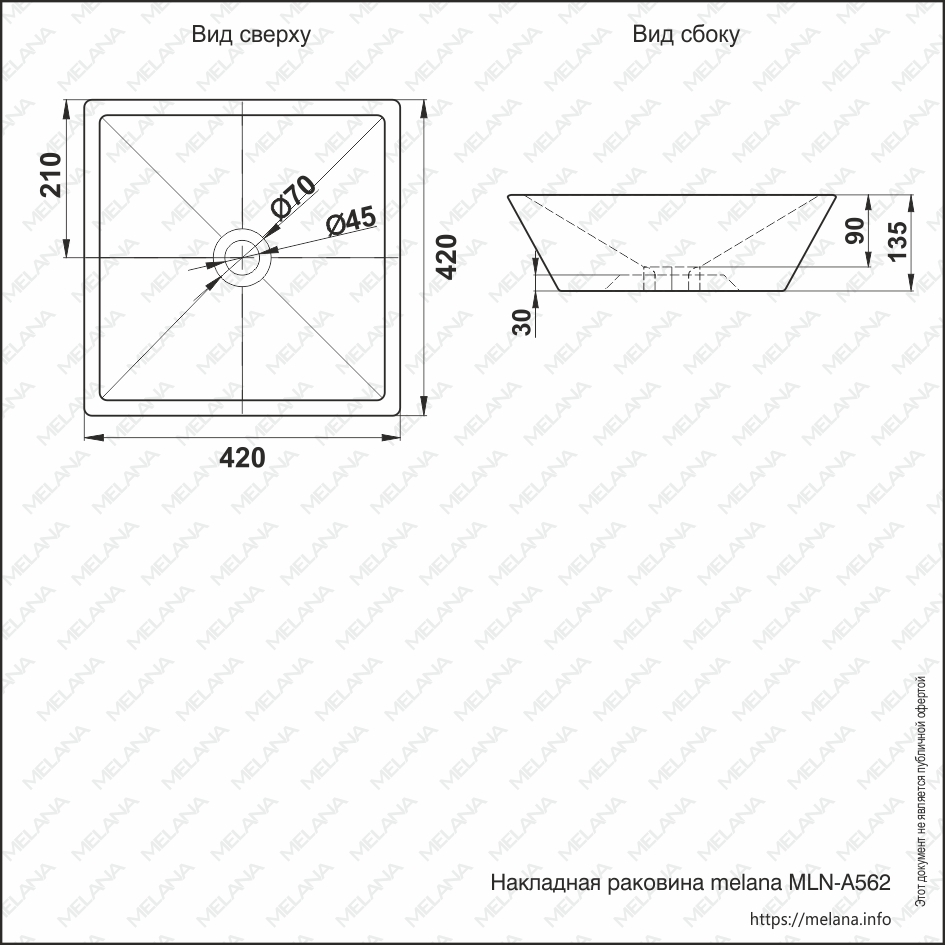 Вид сверху
Вид сбоку
210
Ø70
Ø45
420
420
90
135
30
Этот документ не является публичной офертой
Накладная раковина melana MLN-A562
https://melana.info
MELANA